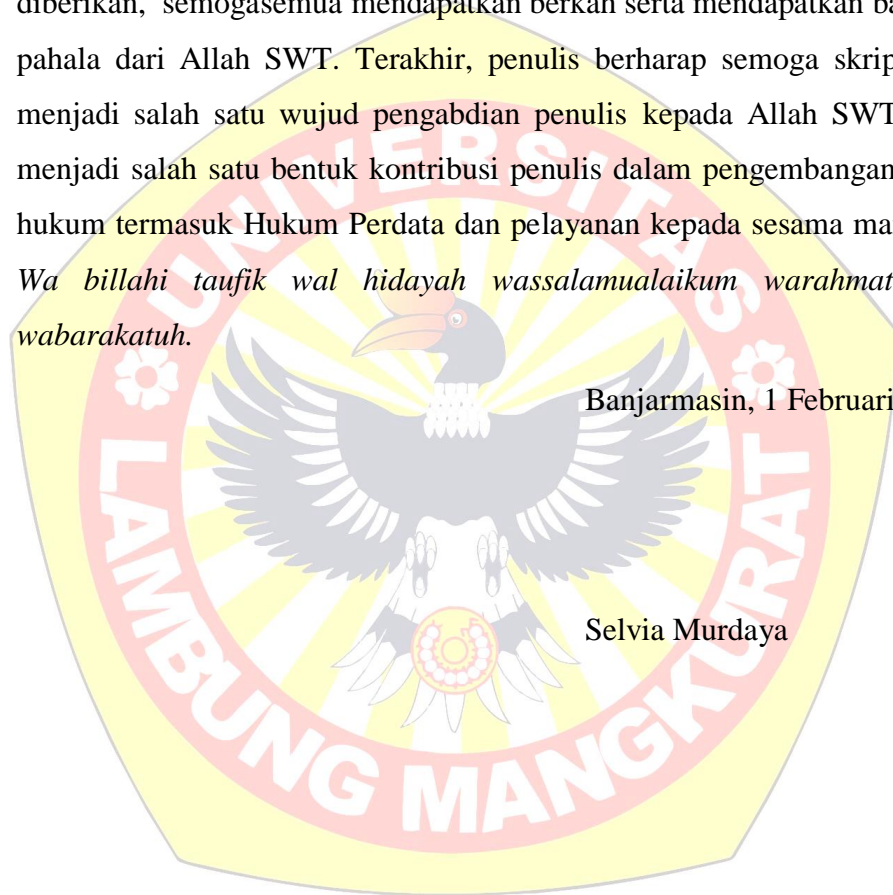 diberikan, semogasemua mendapatkan berkah serta mendapatkan ba
pahala dari Allah SWT. Terakhir, penulis berharap semoga skrip
menjadi salah satu wujud pengabdian penulis kepada Allah SWT
menjadi salah satu bentuk kontribusi penulis dalam pengembangan
hukum termasuk Hukum Perdata dan pelayanan kepada sesama ma
Wa billahi taufik wal hidayah wassalamualaikum warahmat
wabarakatuh.
Banjarmasin, 1 Februari
Selvia Murdaya
UNIVERSITAS
LAMBUNG MANGKURAT